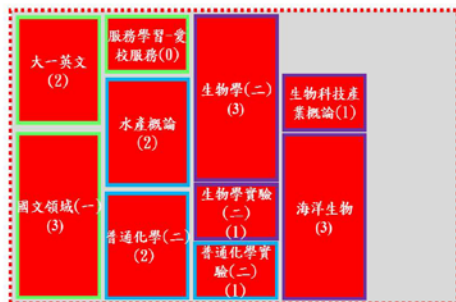 大一英文
(2)
國文領域(一)
(3)
服務學習-愛
校服務(0)
水產概論
(2)
普通化學(二)
(2)
生物學(二)
(3)
生物學實驗
(二)
(1)
普通化學實
驗(二)
(1)
生物科技產
業概論(1)
海洋生物
(3)